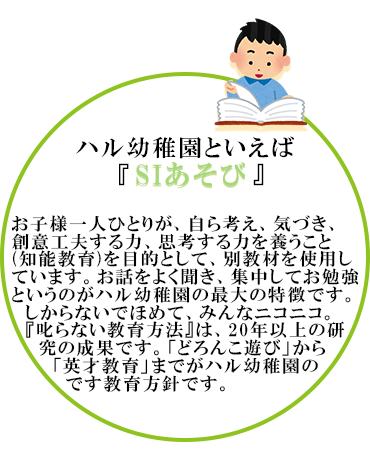 ハル幼稚園といえば
『SIあそび』
お子様一人ひとりが、自ら考え、気づき、
創意工夫する力、思考する力を養うこと
(知能教育)を目的として、別教材を使用し
ています。お話をよく聞き、集中してお勉強
というのがハル幼稚園の最大の特徴です。
しからないでほめて、みんなニコニコ。
『叱らない教育方法』は、20年以上の研
究の成果です。「どろんこ遊び」から
「英才教育」までがハル幼稚園の
です教育方針です。